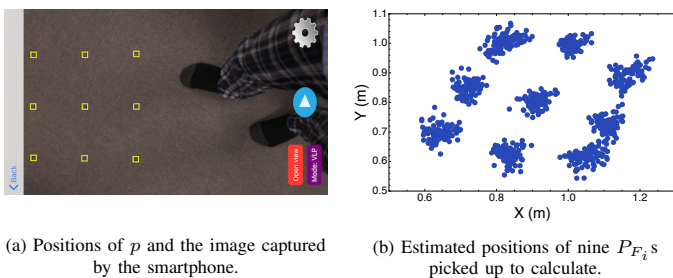 Back
Open view
Mode: VLP
Y (m)
1.1
1.0
0.9
0.8
0.7
0.6
0.5
0.6
0.8
1.0
1.2
X (m)
(a) Positions of p and the image captured
by the smartphone.
(b) Estimated positions of nine P_{F_i} s
picked up to calculate.